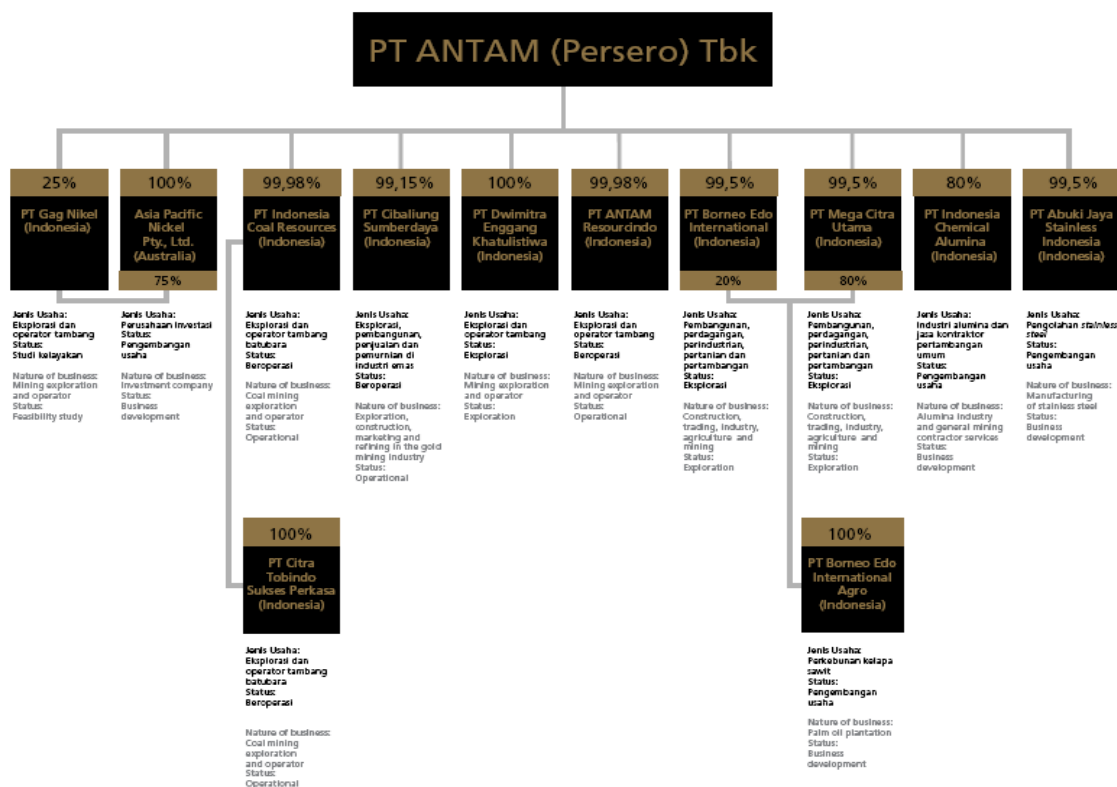 PT ANTAM (Persero) Tbk
25%
PT Gag Nikel
(Indonesia)
Jenis Usaha:
Eksplorasi dan
operator tambang
Status:
Studi kelayakan
Nature of business:
Mining exploration
and operator
Status:
Feasibility study
100%
Asia Pacific
Nickel
Pty., Ltd.
(Australia)
75%
Jenis Usaha:
Perusahaan Investasi
Status:
Pengembangan
usaha
Nature of business:
Investment company
Status:
Business
development
99,98%
PT Indonesia
Coal Resources
(Indonesia)
Jenis Usaha:
Eksplorasi dan
operator tambang
batubara
Status:
Beroperasi
Nature of business:
Coal mining
exploration
and operator
Status:
Operational
99,15%
PT Cibaliung
Sumberdaya
(Indonesia)
Jenis Usaha:
Eksplorasi,
pembangunan,
penjualan dan
pemurnian di
industri emas
Status:
Beroperasi
Nature of business:
Exploration,
construction,
marketing and
refining in the gold
mining industry
Status:
Operational
100%
PT Dwimitra
Enggang
Khatulistiwa
(Indonesia)
Jenis Usaha:
Eksplorasi dan
operator tambang
Status:
Eksplorasi
Nature of business:
Mining exploration
and operator
Status:
Exploration
99,98%
PT ANTAM
Resourcindo
(Indonesia)
Jenis Usaha:
Eksplorasi dan
operator tambang
Status:
Beroperasi
Nature of business:
Mining exploration
and operator
Status:
Operational
99,5%
PT Borneo Edo
International
(Indonesia)
20%
Jenis Usaha:
Pembangunan,
perdagangan,
perindustrian,
pertanian dan
pertambangan
Status:
Eksplorasi
Nature of business:
Construction,
trading, industry,
agriculture and
mining
Status:
Exploration
99,5%
PT Mega Citra
Utama
(Indonesia)
80%
Jenis Usaha:
Pembangunan,
perdagangan,
perindustrian,
pertanian dan
pertambangan
Status:
Eksplorasi
Nature of business:
Construction,
trading, industry,
agriculture and
mining
Status:
Exploration
80%
PT Indonesia
Chemical
Alumina
(Indonesia)
Jenis Usaha:
Industri alumina dan
jasa kontraktor
pertambangan
umum
Status:
Pengembangan
usaha
Nature of business:
Alumina industry
and general mining
contractor services
Status:
Business
development
99,5%
PT Abuki Jaya
Stainless
Indonesia
(Indonesia)
Jenis Usaha:
Pengolahan stainless
steel
Status:
Pengembangan
usaha
Nature of business:
Manufacturing
of stainless steel
Status:
Business
development
100%
PT Citra
Tobindo
Sukses Perkasa
(Indonesia)
Jenis Usaha:
Eksplorasi dan
operator tambang
batubara
Status:
Beroperasi
Nature of business:
Coal mining
exploration
and operator
Status:
Operational
100%
PT Borneo Edo
International
Agro
(Indonesia)
Jenis Usaha:
Perkebunan kelapa
sawit
Status:
Pengembangan
usaha
Nature of business:
Palm oil plantation
Status:
Business
development